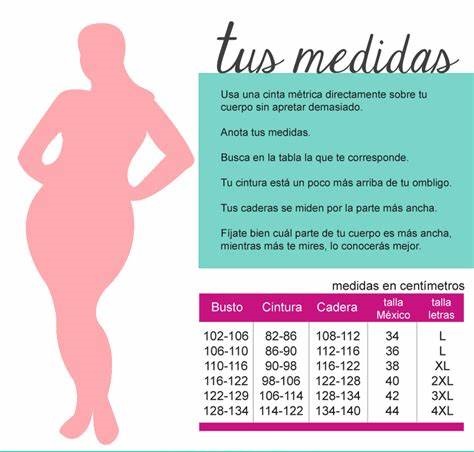 tus medidas
Usa una cinta métrica directamente sobre tu
cuerpo sin apretar demasiado.
Anota tus medidas.
Busca en la tabla la que te corresponde.
Tu cintura está un poco más arriba de tu ombligo.
Tus caderas se miden por la parte más ancha.
Fíjate bien cuál parte de tu cuerpo es más ancha,
mientras más te mires, lo conocerás mejor.
medidas en centímetros
Busto Cintura Cadera talla México talla letras
102-106 82-86 108-112 34 L
106-110 86-90 112-116 36 L
110-116 90-98 116-122 38 XL
116-122 98-106 122-128 40 2XL
122-129 106-114 128-134 42 3XL
128-134 114-122 134-140 44 4XL